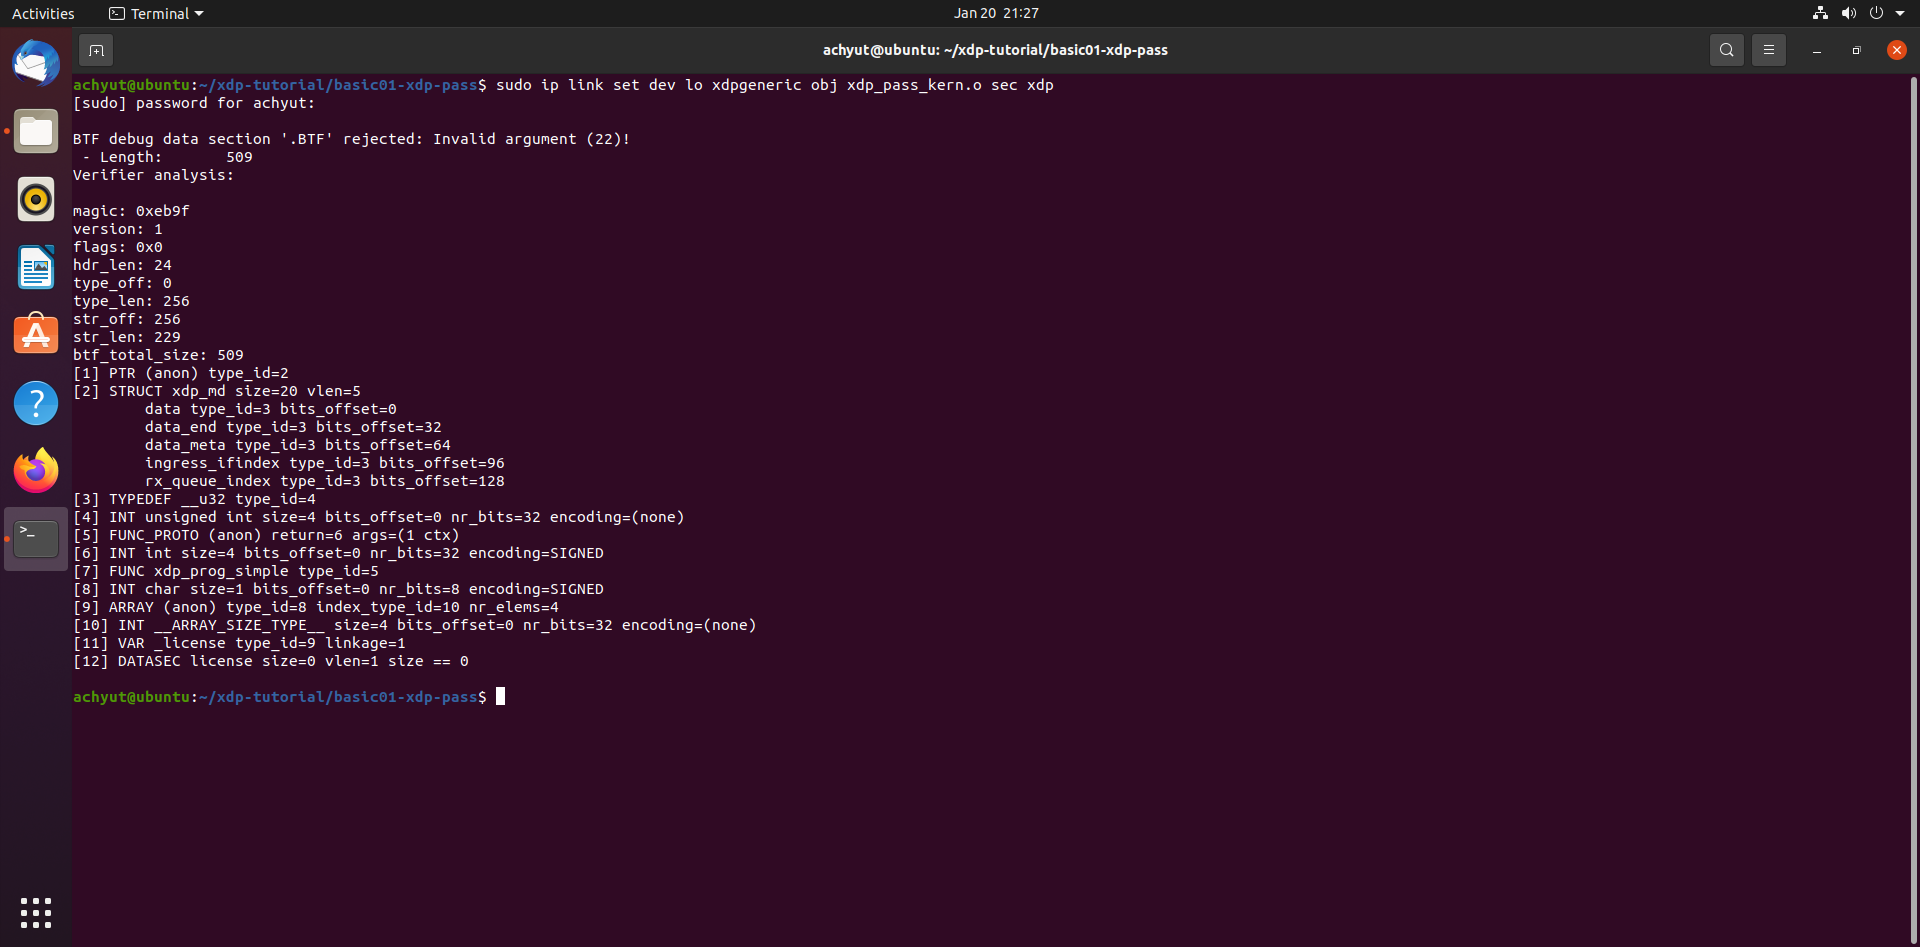 Activities
Terminal
Jan 20 21:27
achyut@ubuntu: ~/xdp-tutorial/basic01-xdp-pass
achyut@ubuntu:~/xdp-tutorial/basic01-xdp-pass$ sudo ip link set dev lo xdpgeneric obj xdp_pass_kern.o sec xdp
[sudo] password for achyut:
BTF debug data section '.BTF' rejected: Invalid argument (22)!
 - Length:       509
Verifier analysis:
magic: 0xeb9f
version: 1
flags: 0x0
hdr_len: 24
type_off: 0
type_len: 256
str_off: 256
str_len: 229
btf_total_size: 509
[1] PTR (anon) type_id=2
[2] STRUCT xdp_md size=20 vlen=5
        data type_id=3 bits_offset=0
        data_end type_id=3 bits_offset=32
        data_meta type_id=3 bits_offset=64
        ingress_ifindex type_id=3 bits_offset=96
        rx_queue_index type_id=3 bits_offset=128
[3] TYPEDEF __u32 type_id=4
[4] INT unsigned int size=4 bits_offset=0 nr_bits=32 encoding=(none)
[5] FUNC_PROTO (anon) return=6 args=(1 ctx)
[6] INT int size=4 bits_offset=0 nr_bits=32 encoding=SIGNED
[7] FUNC xdp_prog_simple type_id=5
[8] INT char size=1 bits_offset=0 nr_bits=8 encoding=SIGNED
[9] ARRAY (anon) type_id=8 index_type_id=10 nr_elems=4
[10] INT __ARRAY_SIZE_TYPE__ size=4 bits_offset=0 nr_bits=32 encoding=(none)
[11] VAR _license type_id=9 linkage=1
[12] DATASEC license size=0 vlen=1 size == 0
achyut@ubuntu:~/xdp-tutorial/basic01-xdp-pass$